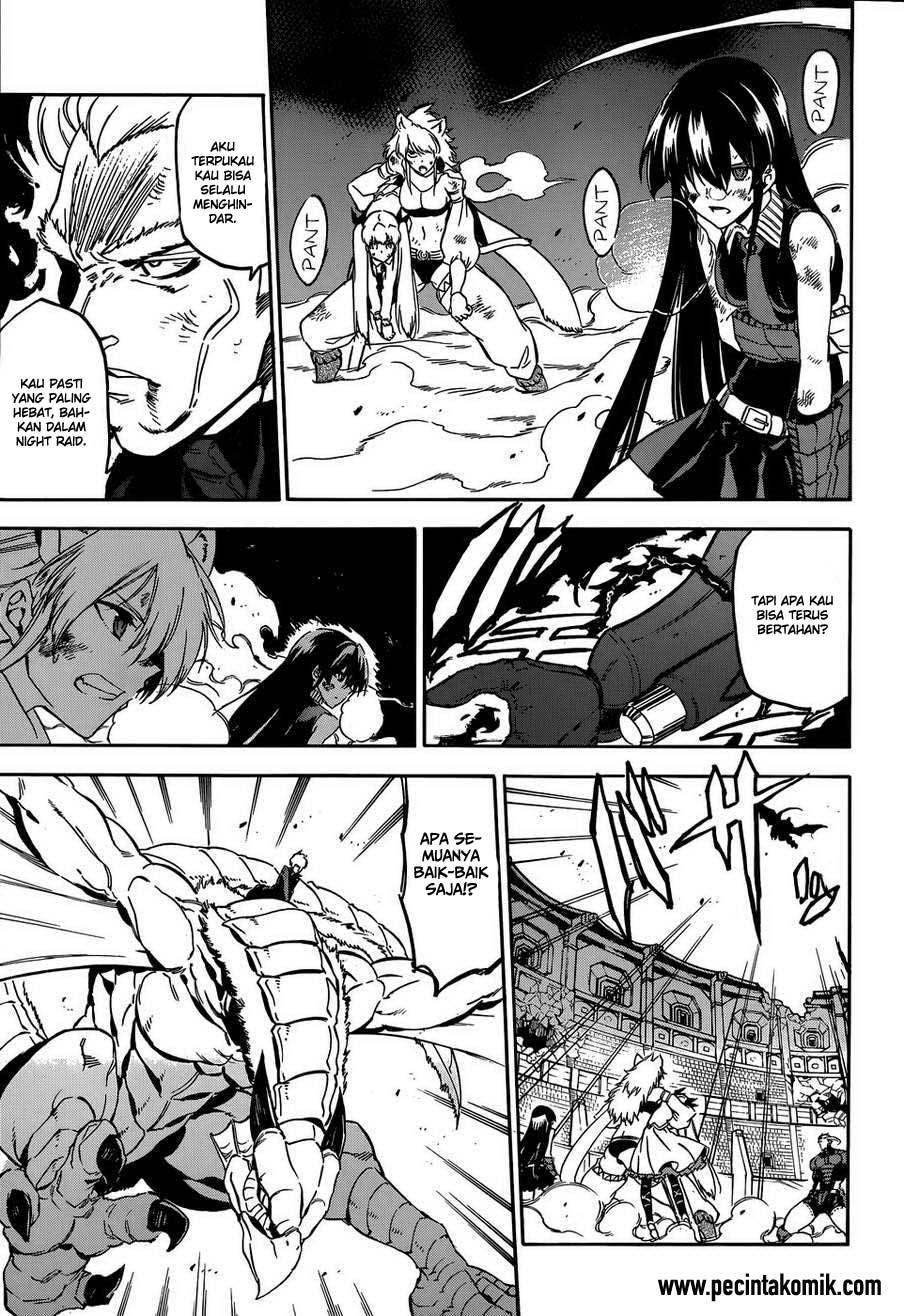 PANT
PANT
PANT
AKU
TERPUKAU
KAU BISA
SELALU
MENGHIN-
DAR.
KAU PASTI
YANG PALING
HEBAT, BAH-
KAN DALAM
NIGHT RAID.
TAPI APA KAU
BISA TERUS
BERTAHAN?
APA SE-
MUANYA
BAIK-BAIK
SAJA!?
www.pecintakomik.com